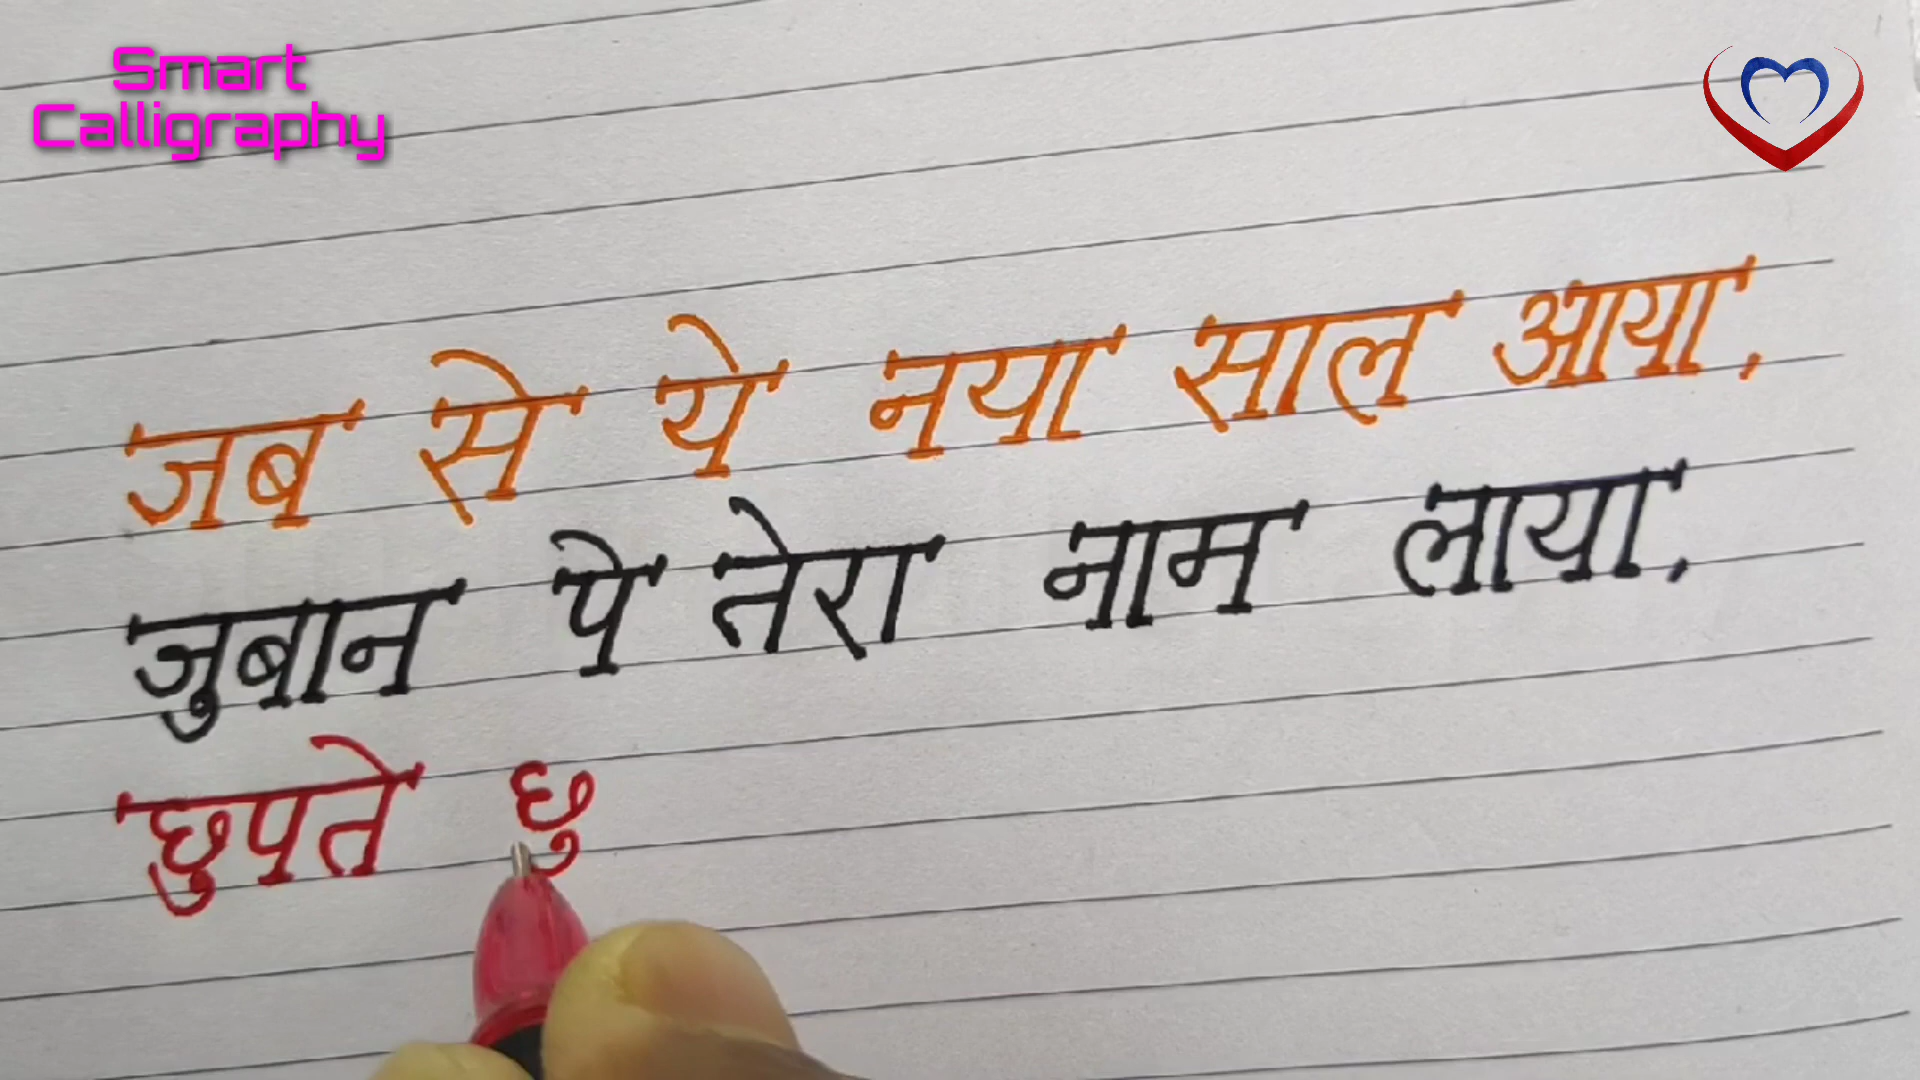 Smart
Calligraphy
जब से ये नया साल आया,
जुबान पे तेरा नाम लाया,
छुपते छु